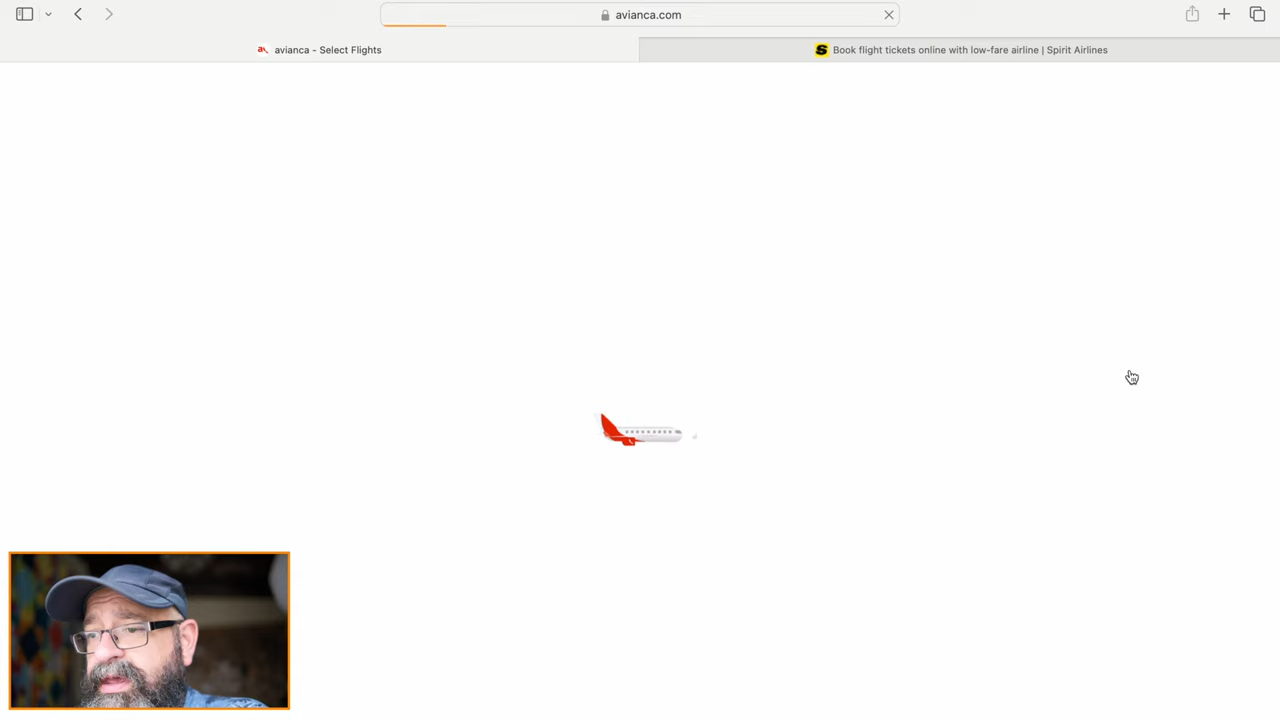 avianca.com
avianca - Select Flights
Book flight tickets online with low-fare airline | Spirit Airlines